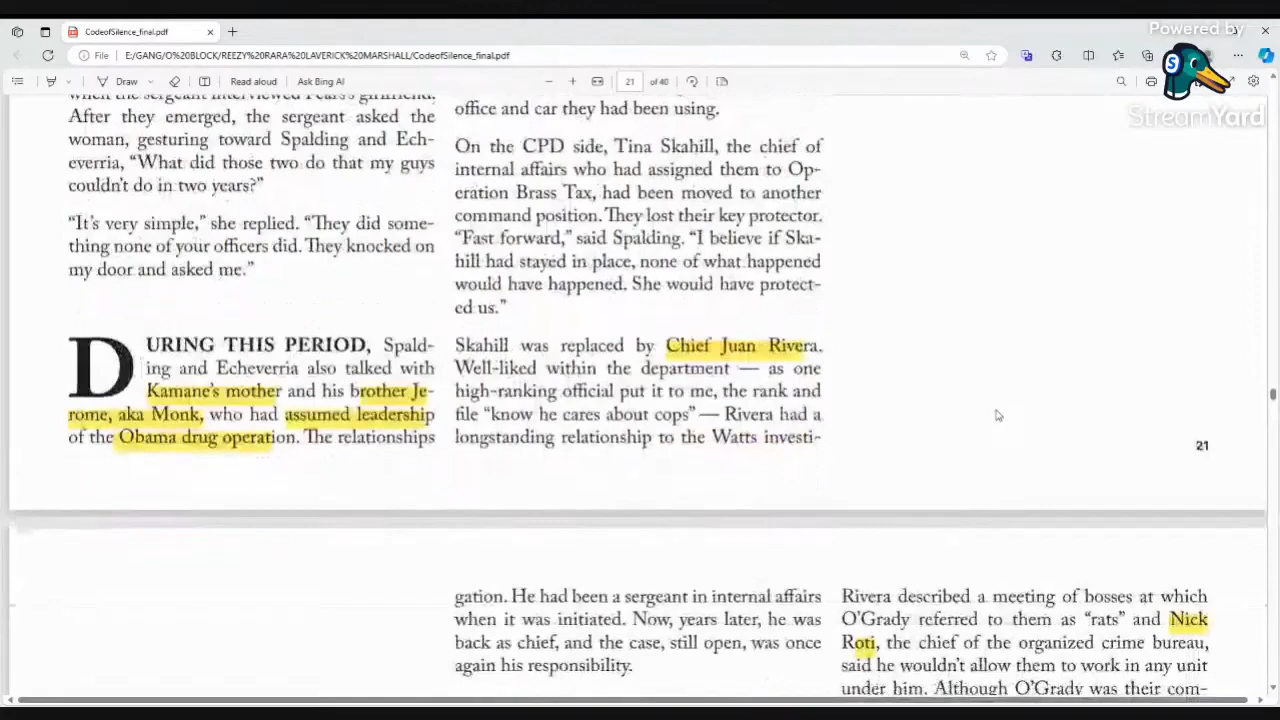 Powered by
CodeofSilence_final.pdf
File
E:/GANG/O%20BLOCK/REEZY%20RARA%20LAVERICK%20MARSHALL/CodeofSilence_final.pdf
Draw
Read aloud
Ask Bing AI
21
of 40
S
StreamYard
when the sergeant interviewed Fears's girlfriend.
After they emerged, the sergeant asked the
woman, gesturing toward Spalding and Ech-
everria, “What did those two do that my guys
couldn't do in two years?”
“It's very simple,” she replied. “They did some-
thing none of your officers did. They knocked on
my door and asked me.”
DURING THIS PERIOD, Spald-
ing and Echeverria also talked with
Kamane's mother and his brother Je-
rome, aka Monk, who had assumed leadership
of the Obama drug operation. The relationships
office and car they had been using.
On the CPD side, Tina Skahill, the chief of
internal affairs who had assigned them to Op-
eration Brass Tax, had been moved to another
command position. They lost their key protector.
“Fast forward,” said Spalding. “I believe if Ska-
hill had stayed in place, none of what happened
would have happened. She would have protect-
ed us.”
Skahill was replaced by Chief Juan Rivera.
Well-liked within the department — as one
high-ranking official put it to me, the rank and
file “know he cares about cops” — Rivera had a
longstanding relationship to the Watts investi-
21
gation. He had been a sergeant in internal affairs
when it was initiated. Now, years later, he was
back as chief, and the case, still open, was once
again his responsibility.
Rivera described a meeting of bosses at which
O'Grady referred to them as “rats” and Nick
Roti, the chief of the organized crime bureau,
said he wouldn't allow them to work in any unit
under him. Although O'Grady was their com-